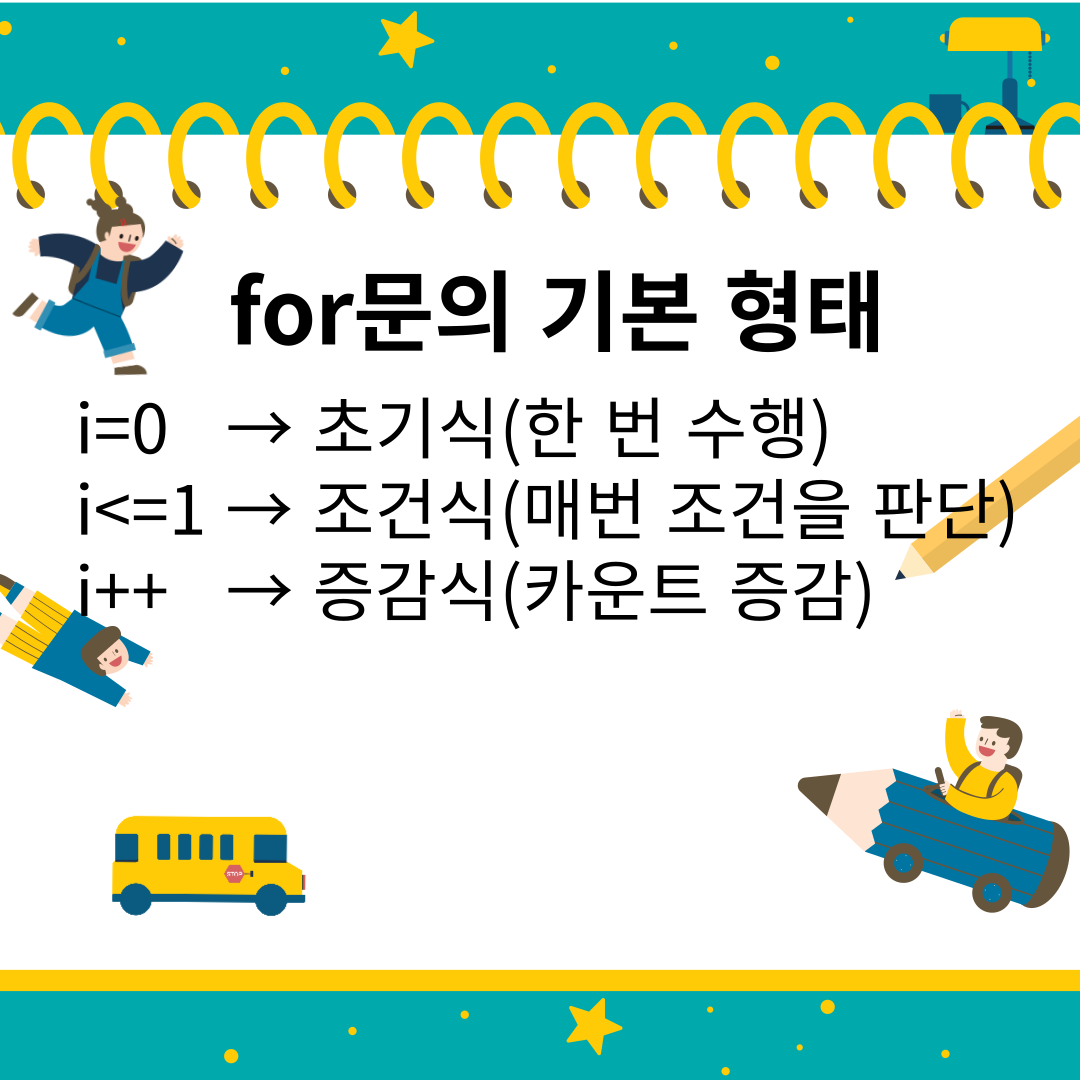 for문의 기본 형태
i=0 → 초기식(한 번 수행)
i<=1 → 조건식(매번 조건을 판단)
i++ → 증감식(카운트 증감)
STOP